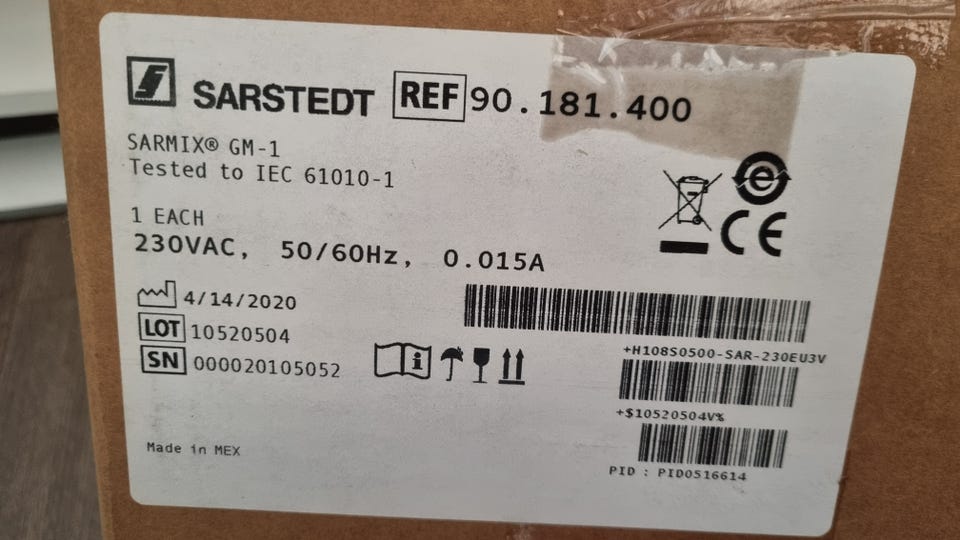 SARSTEDT REF 90.181.400
SARMIX® GM-1
Tested to IEC 61010-1
1 EACH
230VAC, 50/60Hz, 0.015A
4/14/2020
LOT 10520504
SN 000020105052
+H108S0500-SAR-230EU3V
+$10520504V%
Made in MEX
PID : PID0516614